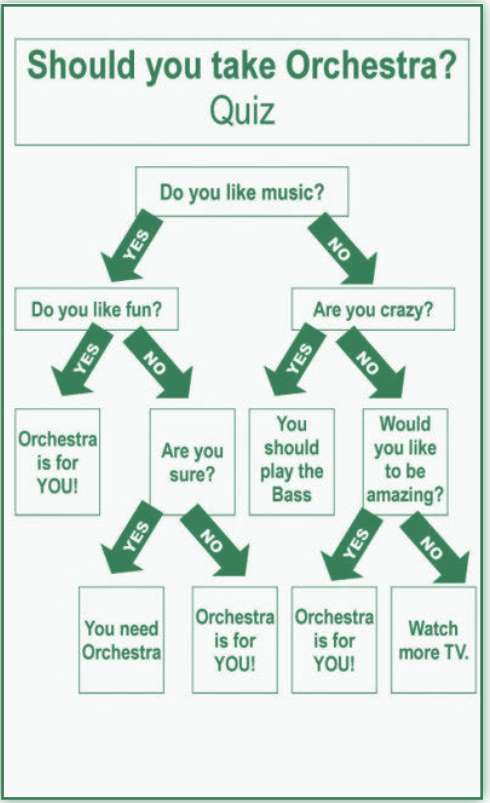 Should you take Orchestra?
Quiz
Do you like music?
YES
NO
Do you like fun?
Are you crazy?
YES
NO
YES
NO
Orchestra
is for
YOU!
Are you
sure?
You
should
play the
Bass
Would
you like
to be
amazing?
YES
NO
YES
NO
You need
Orchestra
Orchestra
is for
YOU!
Orchestra
is for
YOU!
Watch
more TV.